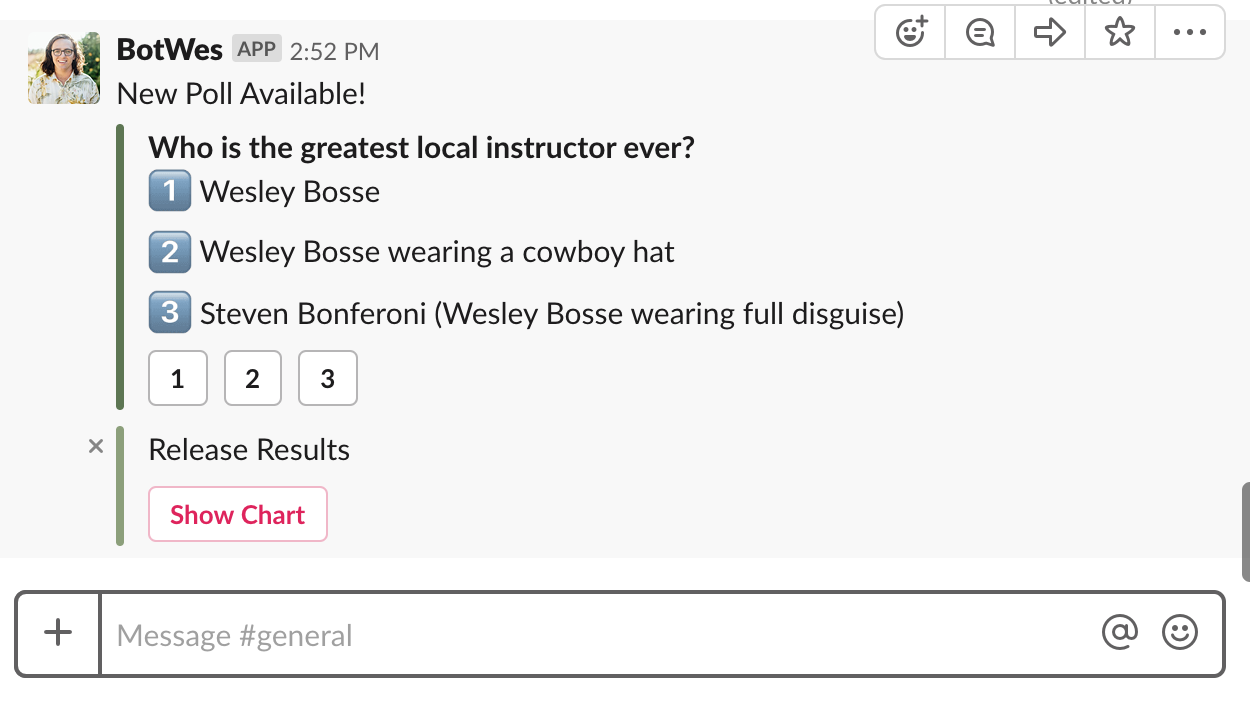 (edited)
BotWes APP 2:52 PM
New Poll Available!
Who is the greatest local instructor ever?
1 Wesley Bosse
2 Wesley Bosse wearing a cowboy hat
3 Steven Bonferoni (Wesley Bosse wearing full disguise)
1 2 3
Release Results
Show Chart
Message #general